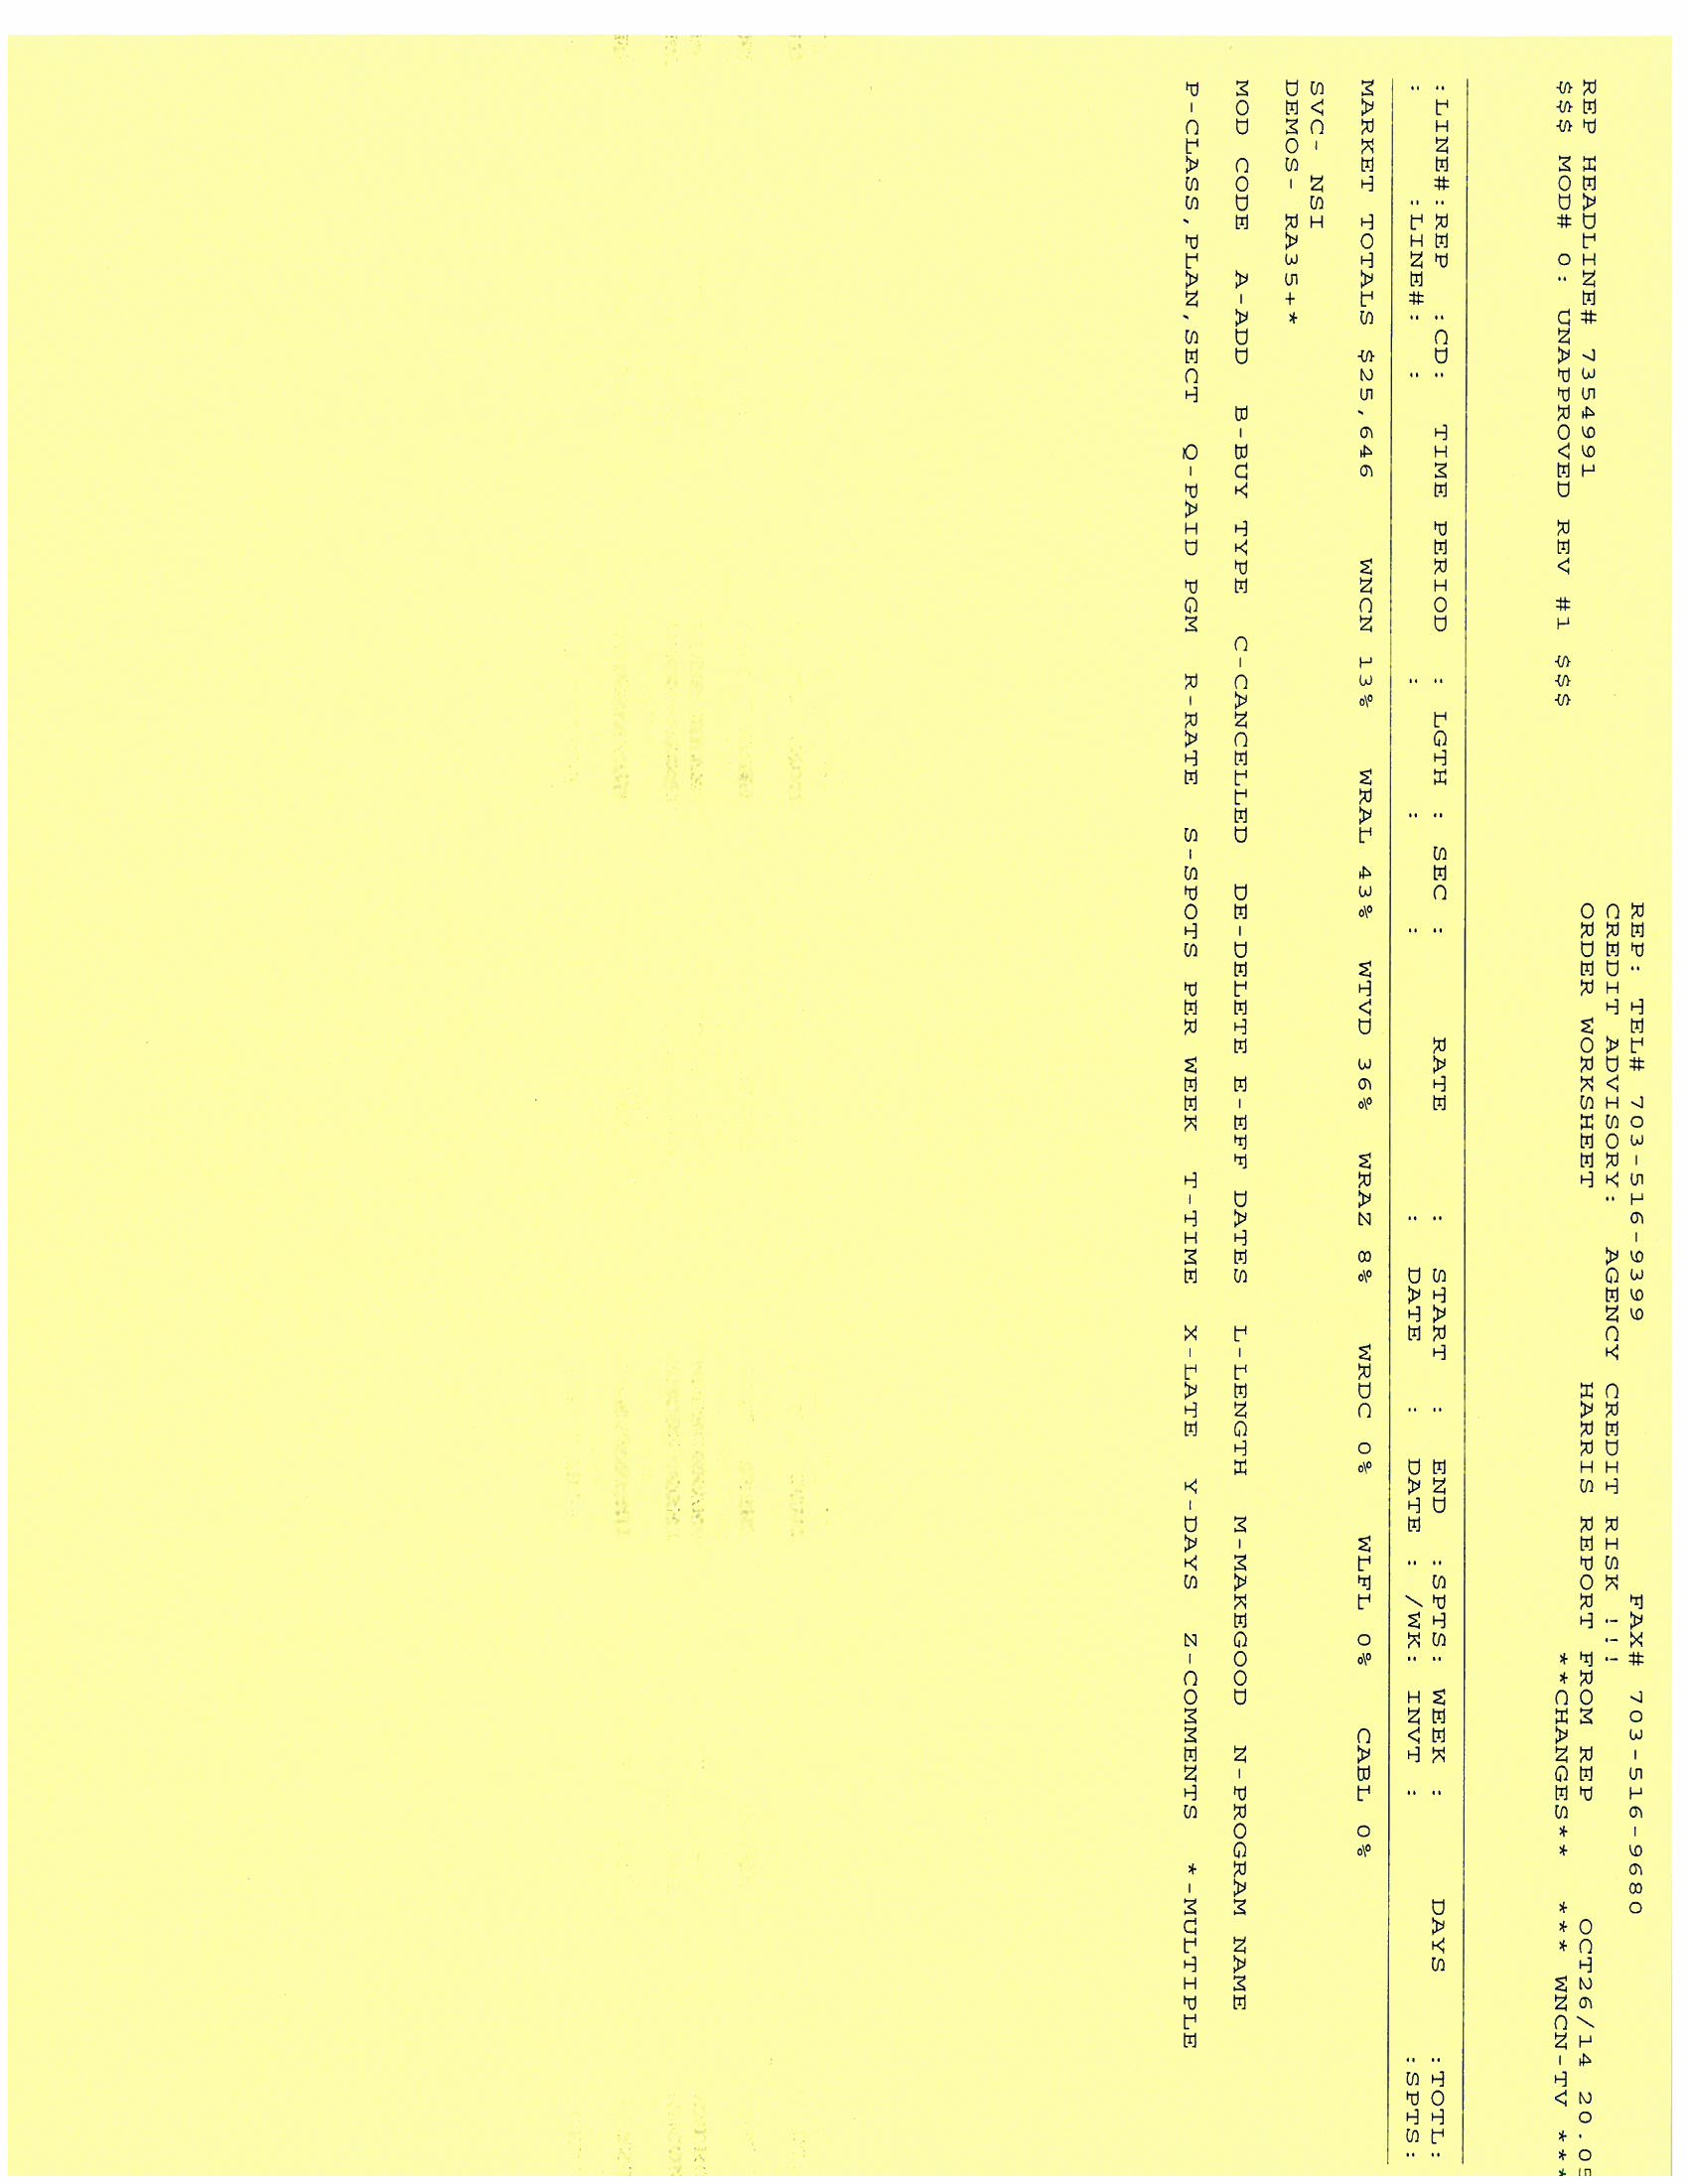 REP: TEL# 703-516-9399 FAX# 703-516-9680
CREDIT ADVISORY: AGENCY CREDIT RISK !!!
REP HEADLINE# 7354991 ORDER WORKSHEET HARRIS REPORT FROM REP OCT26/14 20.05
$$$ MOD# 0: UNAPPROVED REV #1 $$$ **CHANGES** *** WNCN-TV ***
:LINE#:REP :CD: TIME PERIOD : LGTH : SEC : RATE : START : END :SPTS: WEEK : DAYS :TOTL:
: :LINE#: : : : : : DATE : DATE : /WK: INVT : :SPTS:
MARKET TOTALS $25,646 WNCN 13% WRAL 43% WTVD 36% WRAZ 8% WRDC 0% WLFL 0% CABL 0%
SVC- NSI
DEMOS- RA35+*
MOD CODE A-ADD B-BUY TYPE C-CANCELLED DE-DELETE E-EFF DATES L-LENGTH M-MAKEGOOD N-PROGRAM NAME
P-CLASS,PLAN,SECT Q-PAID PGM R-RATE S-SPOTS PER WEEK T-TIME X-LATE Y-DAYS Z-COMMENTS *-MULTIPLE